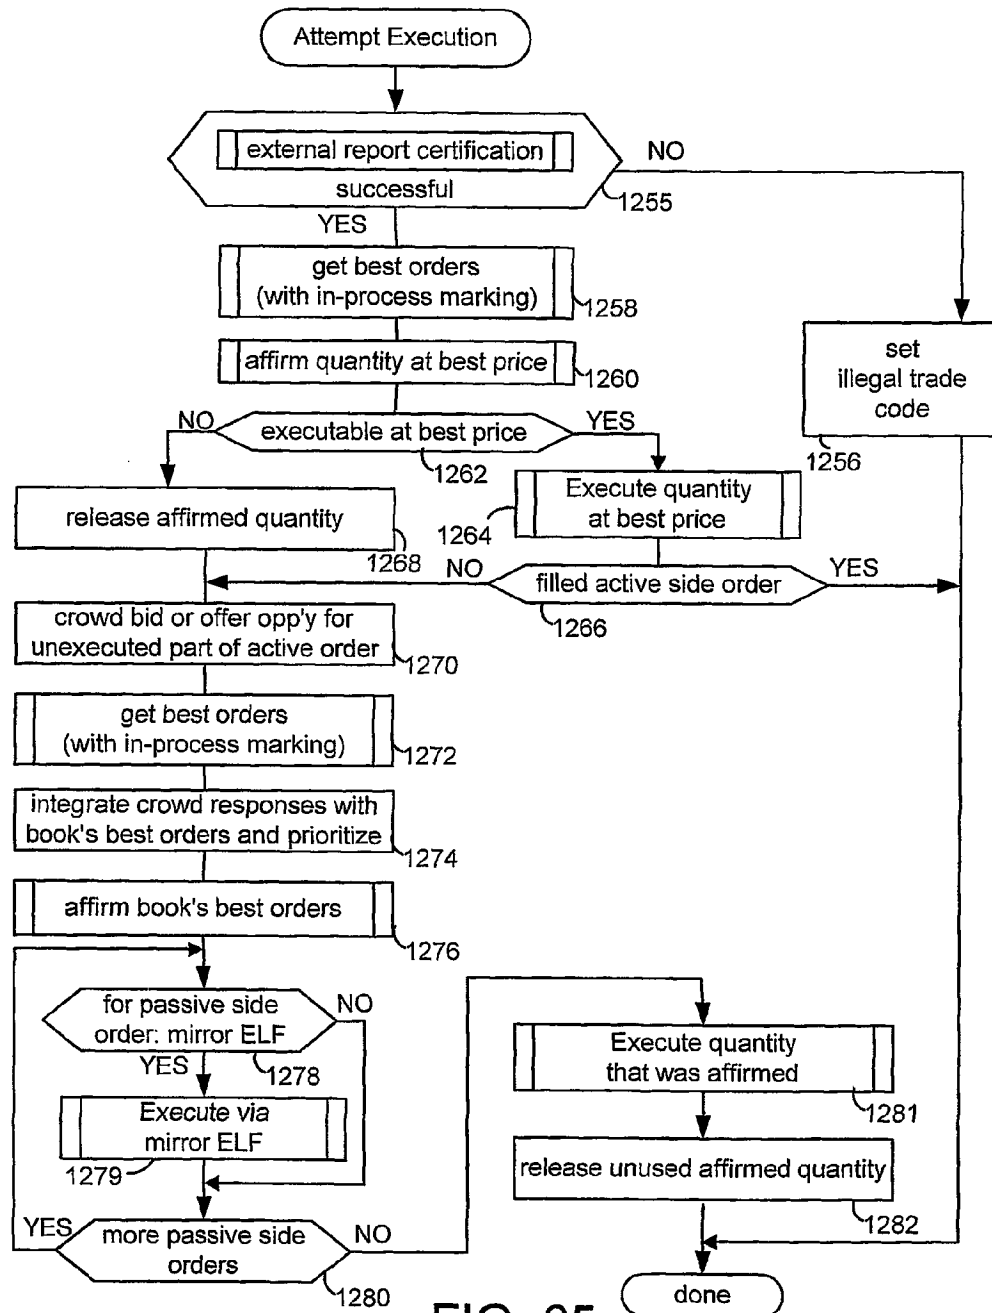 Attempt Execution
external report certification
successful
NO
1255
YES
get best orders
(with in-process marking)
1258
set
illegal trade
code
1256
affirm quantity at best price
1260
NO
executable at best price
YES
1262
release affirmed quantity
1268
Execute quantity
at best price
1264
NO
filled active side order
YES
1266
crowd bid or offer opp'y for
unexecuted part of active order
1270
get best orders
(with in-process marking)
1272
integrate crowd responses with
book's best orders and prioritize
1274
affirm book's best orders
1276
for passive side
order: mirror ELF
NO
YES
1278
Execute via
mirror ELF
1279
YES
more passive side
orders
NO
1280
Execute quantity
that was affirmed
1281
release unused affirmed quantity
1282
done